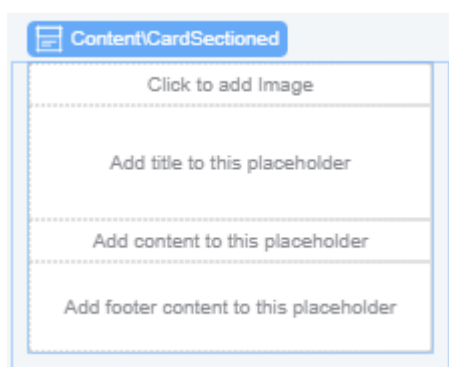 Content\CardSectioned
Click to add Image
Add title to this placeholder
Add content to this placeholder
Add footer content to this placeholder